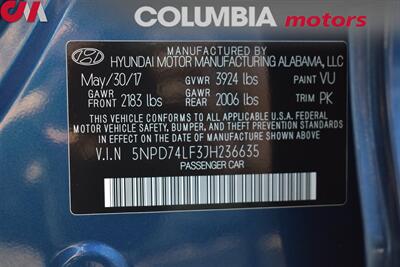 CM
COLUMBIA motors
MANUFACTURED BY
HYUNDAI MOTOR MANUFACTURING ALABAMA, LLC
May/30/17 GVWR 3924 lbs PAINT VU
GAWR FRONT 2183 lbs GAWR REAR 2006 lbs TRIM PK
THIS VEHICLE CONFORMS TO ALL APPLICABLE U.S.A FEDERAL
MOTOR VEHICLE SAFETY, BUMPER, AND THEFT PREVENTION
STANDARDS IN EFFECT ON THE DATE OF MANUFACTURE
SHOWN ABOVE.
V.I.N 5NPD74LF3JH236635
PASSENGER CAR